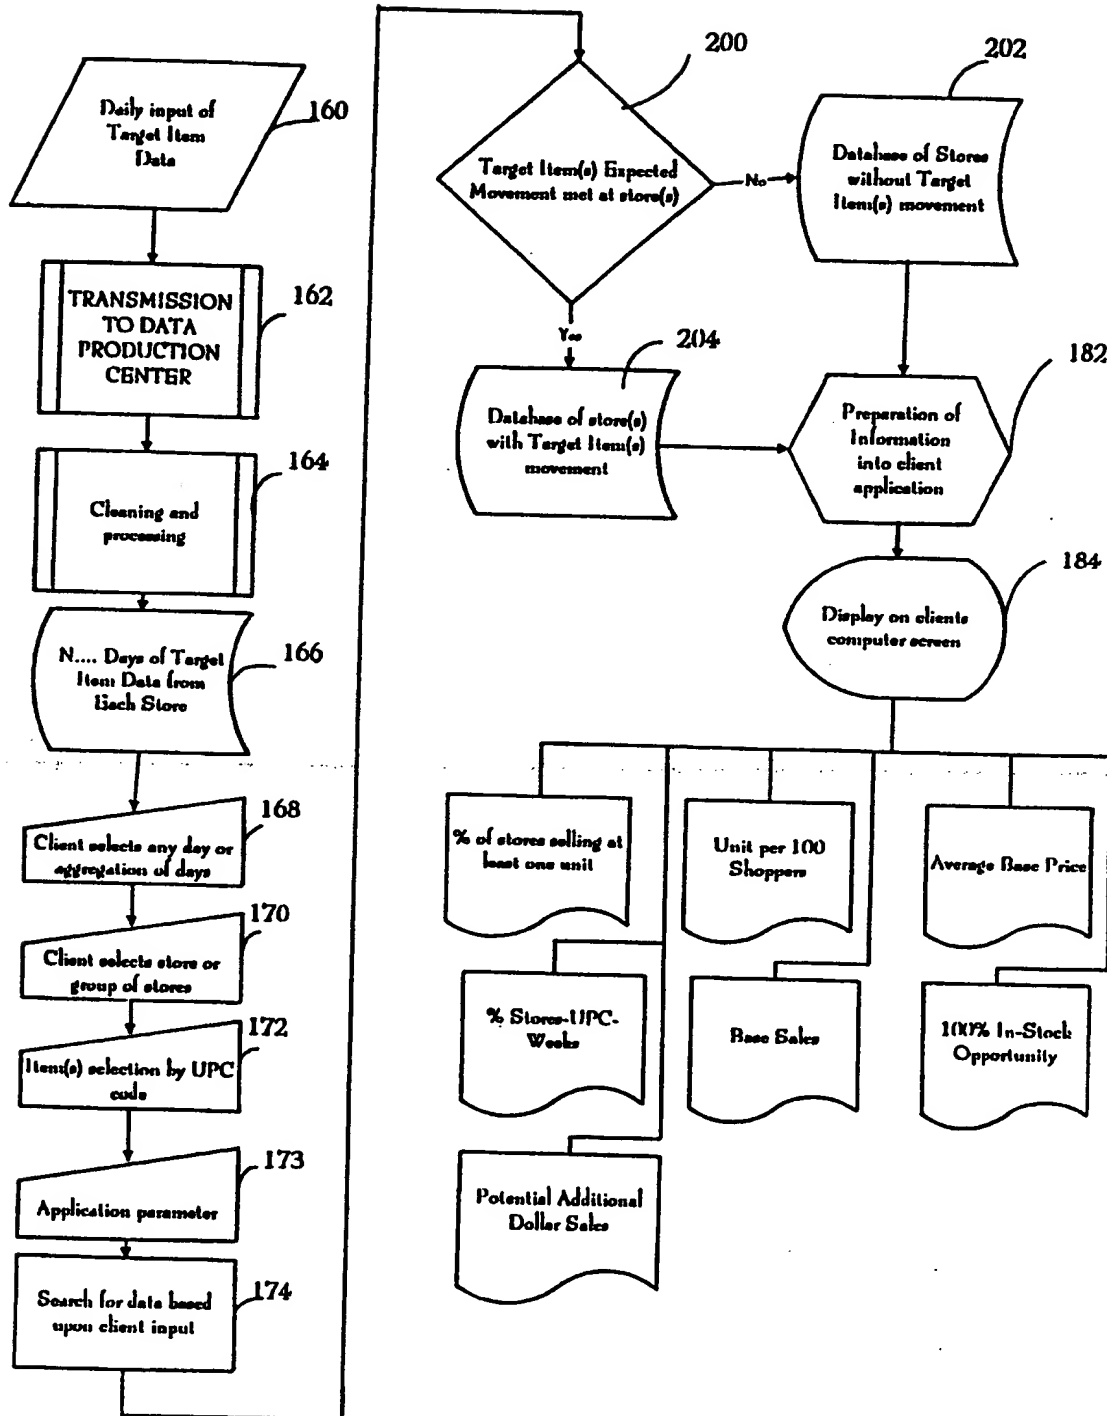 Daily input of
Target Item
Data
160
TRANSMISSION
TO DATA
PRODUCTION
CENTER
162
Cleaning and
processing
164
N.... Days of Target
Item Data from
Each Store
166
Client selects any day or
aggregation of days
168
Client selects store or
group of stores
170
Item(s) selection by UPC
code
172
Application parameter
173
Search for data based
upon client input
174
Target Item(s) Expected
Movement met at store(s)
200
No
Yes
Database of Stores
without Target
Item(s) movement
202
Database of store(s)
with Target Item(s)
movement
204
Preparation of
Information
into client
application
182
Display on clients
computer screen
184
% of stores selling at
least one unit
Unit per 100
Shoppers
Average Base Price
% Stores-UPC-
Weeks
Base Sales
100% In-Stock
Opportunity
Potential Additional
Dollar Sales